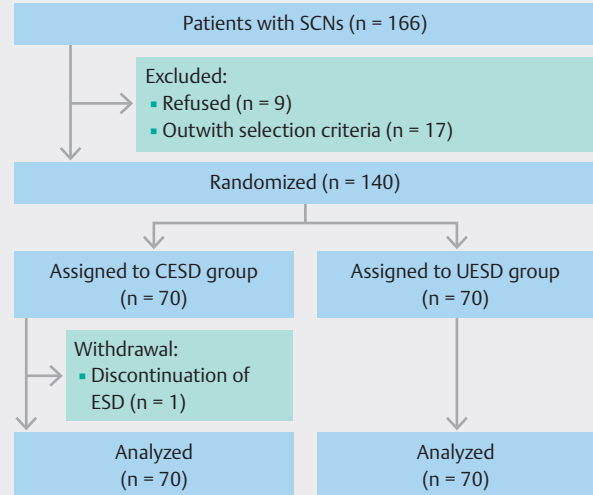 Patients with SCNs (n = 166)
Excluded:
▪ Refused (n = 9)
▪ Outwith selection criteria (n = 17)
Randomized (n = 140)
Assigned to CESD group
(n = 70)
Assigned to UESD group
(n = 70)
Withdrawal:
▪ Discontinuation of
ESD (n = 1)
Analyzed
(n = 70)
Analyzed
(n = 70)